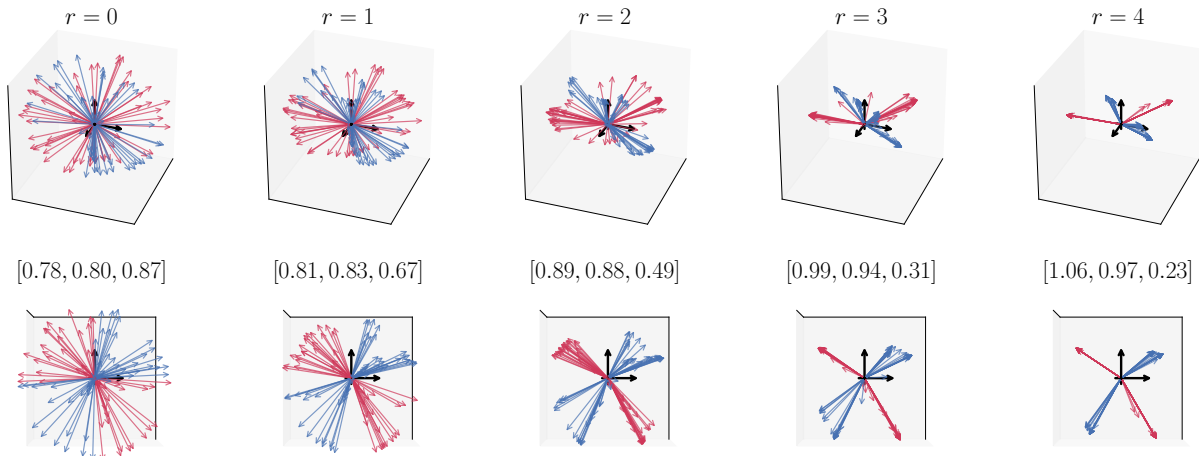 r = 0
r = 1
r = 2
r = 3
r = 4
[0.78, 0.80, 0.87]
[0.81, 0.83, 0.67]
[0.89, 0.88, 0.49]
[0.99, 0.94, 0.31]
[1.06, 0.97, 0.23]